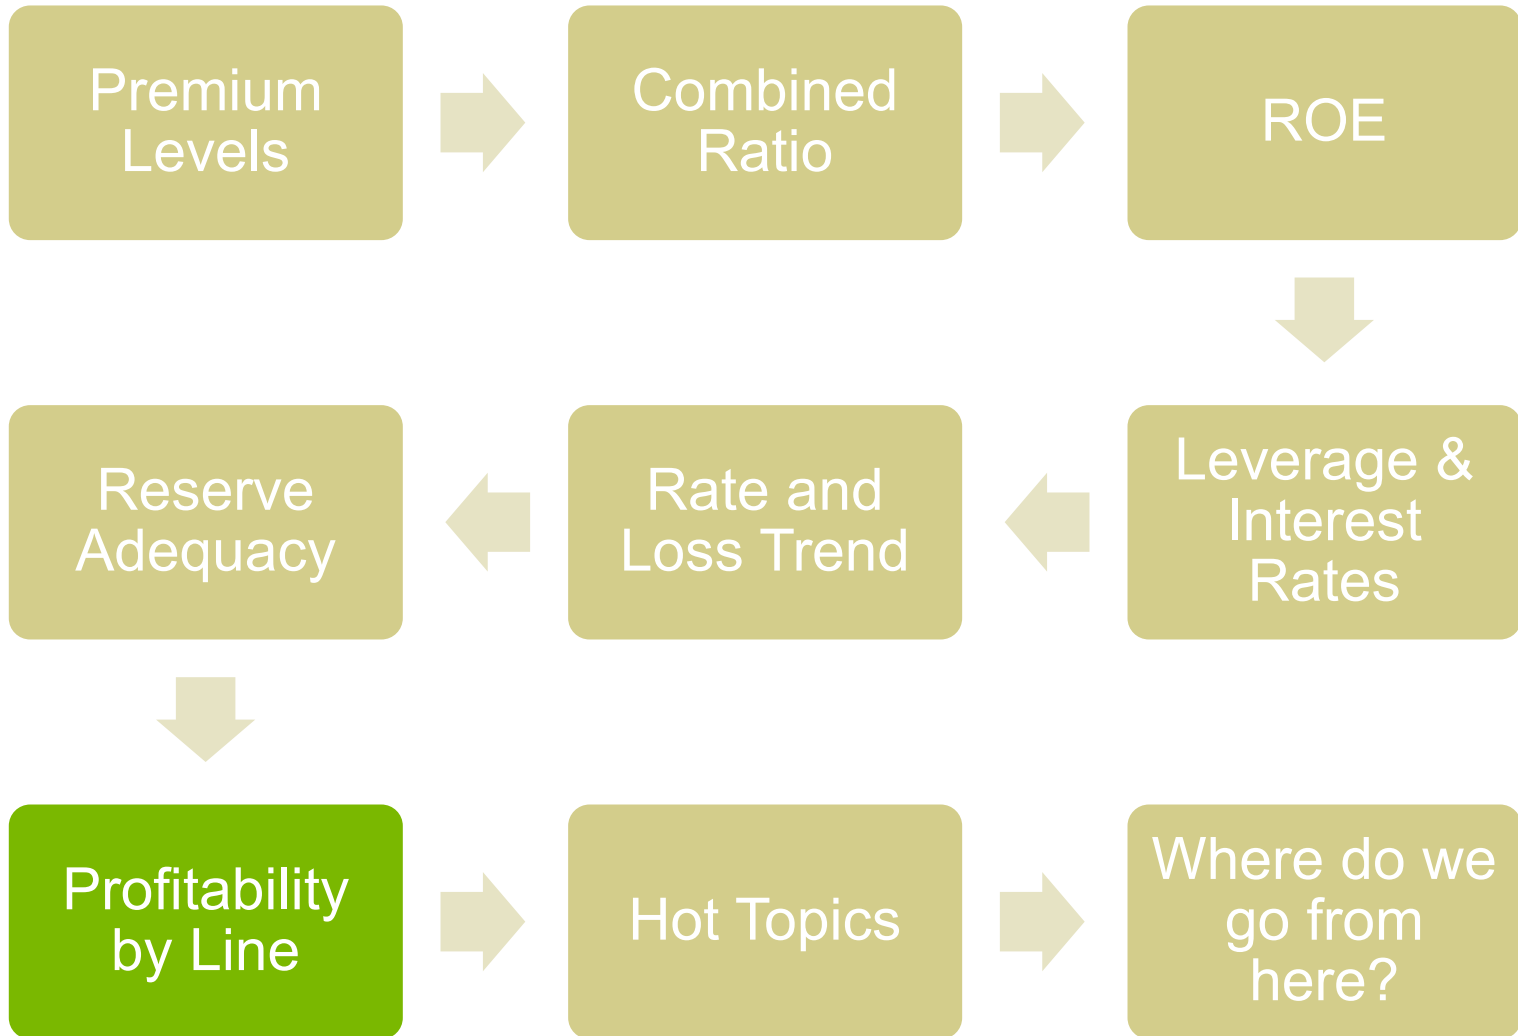 Premium
Levels
Combined
Ratio
ROE
Leverage &
Interest
Rates
Rate and
Loss Trend
Reserve
Adequacy
Profitability
by Line
Hot Topics
Where do we
go from
here?